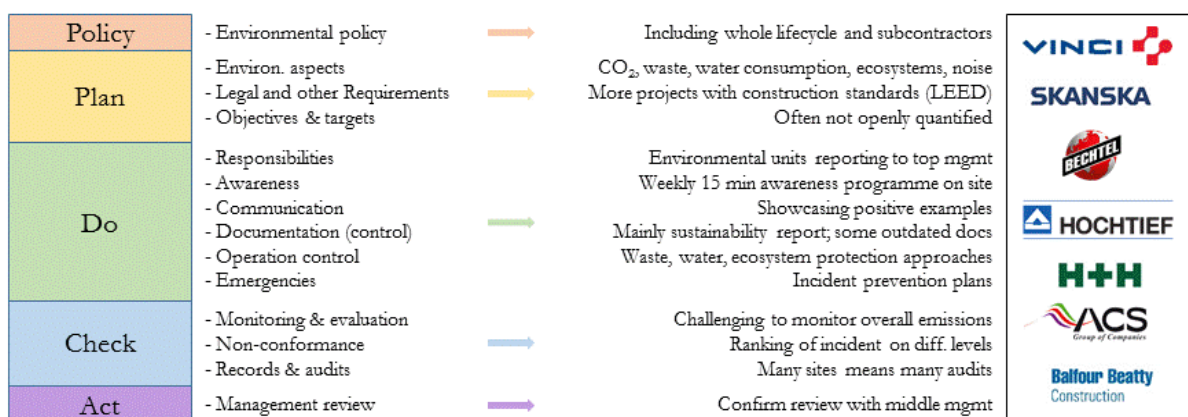 Policy
- Environmental policy
Including whole lifecycle and subcontractors
Plan
- Environ. aspects
- Legal and other Requirements
- Objectives & targets
CO₂, waste, water consumption, ecosystems, noise
More projects with construction standards (LEED)
Often not openly quantified
Do
- Responsibilities
- Awareness
- Communication
- Documentation (control)
- Operation control
- Emergencies
Environmental units reporting to top mgmt
Weekly 15 min awareness programme on site
Showcasing positive examples
Mainly sustainability report; some outdated docs
Waste, water, ecosystem protection approaches
Incident prevention plans
Check
- Monitoring & evaluation
- Non-conformance
- Records & audits
Challenging to monitor overall emissions
Ranking of incident on diff. levels
Many sites means many audits
Act
- Management review
Confirm review with middle mgmt
VINCI
SKANSKA
BECHTEL
HOCHTIEF
H+H
ACS
Group of Companies
Balfour Beatty
Construction